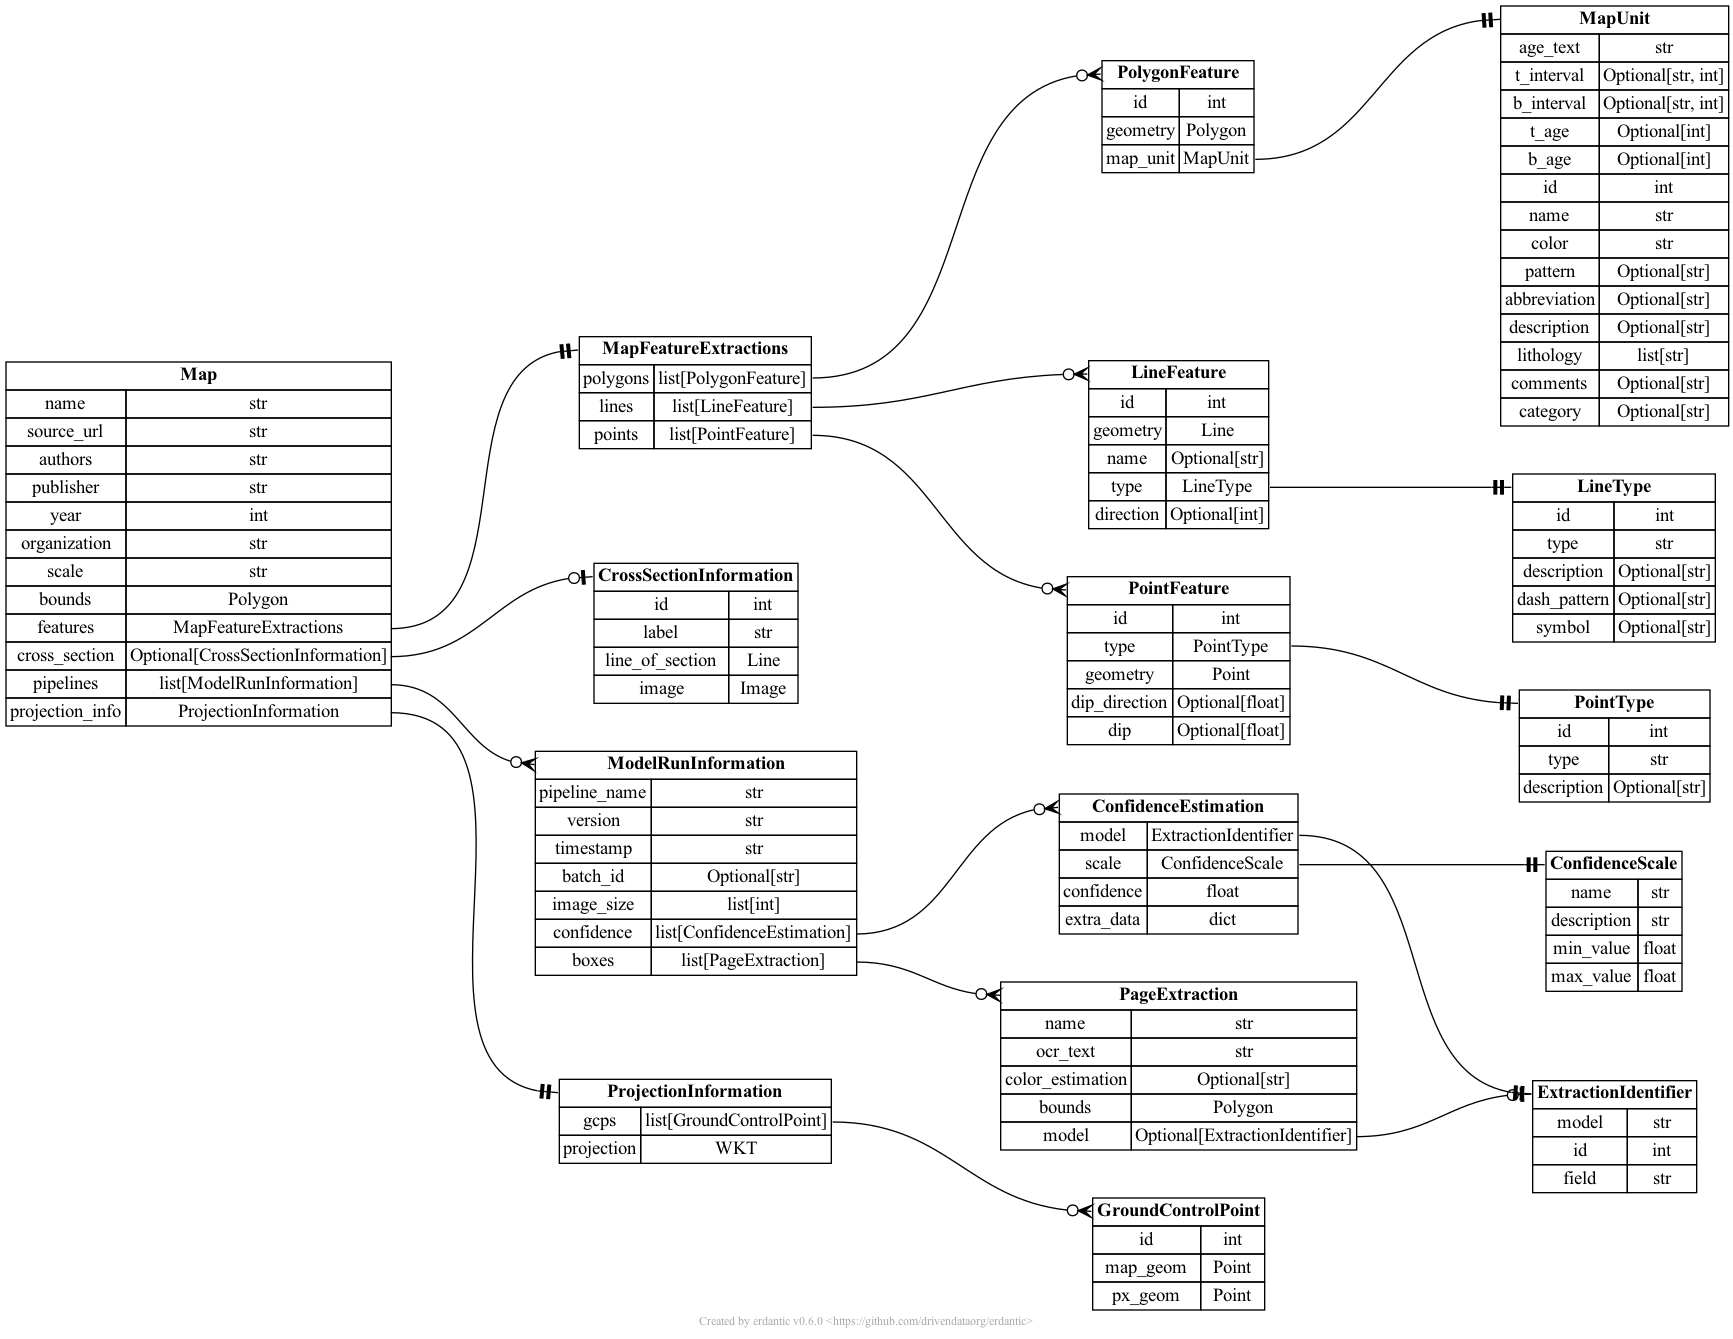 Map
name str
source_url str
authors str
publisher str
year int
organization str
scale str
bounds Polygon
features MapFeatureExtractions
cross_section Optional[CrossSectionInformation]
pipelines list[ModelRunInformation]
projection_info ProjectionInformation
MapFeatureExtractions
polygons list[PolygonFeature]
lines list[LineFeature]
points list[PointFeature]
CrossSectionInformation
id int
label str
line_of_section Line
image Image
ModelRunInformation
pipeline_name str
version str
timestamp str
batch_id Optional[str]
image_size list[int]
confidence list[ConfidenceEstimation]
boxes list[PageExtraction]
ProjectionInformation
gcps list[GroundControlPoint]
projection WKT
PolygonFeature
id int
geometry Polygon
map_unit MapUnit
LineFeature
id int
geometry Line
name Optional[str]
type LineType
direction Optional[int]
PointFeature
id int
type PointType
geometry Point
dip_direction Optional[float]
dip Optional[float]
ConfidenceEstimation
model ExtractionIdentifier
scale ConfidenceScale
confidence float
extra_data dict
PageExtraction
name str
ocr_text str
color_estimation Optional[str]
bounds Polygon
model Optional[ExtractionIdentifier]
GroundControlPoint
id int
map_geom Point
px_geom Point
MapUnit
age_text str
t_interval Optional[str, int]
b_interval Optional[str, int]
t_age Optional[int]
b_age Optional[int]
id int
name str
color str
pattern Optional[str]
abbreviation Optional[str]
description Optional[str]
lithology list[str]
comments Optional[str]
category Optional[str]
LineType
id int
type str
description Optional[str]
dash_pattern Optional[str]
symbol Optional[str]
PointType
id int
type str
description Optional[str]
ConfidenceScale
name str
description str
min_value float
max_value float
ExtractionIdentifier
model str
id int
field str
Created by erdantic v0.6.0 <https://github.com/drivendataorg/erdantic>